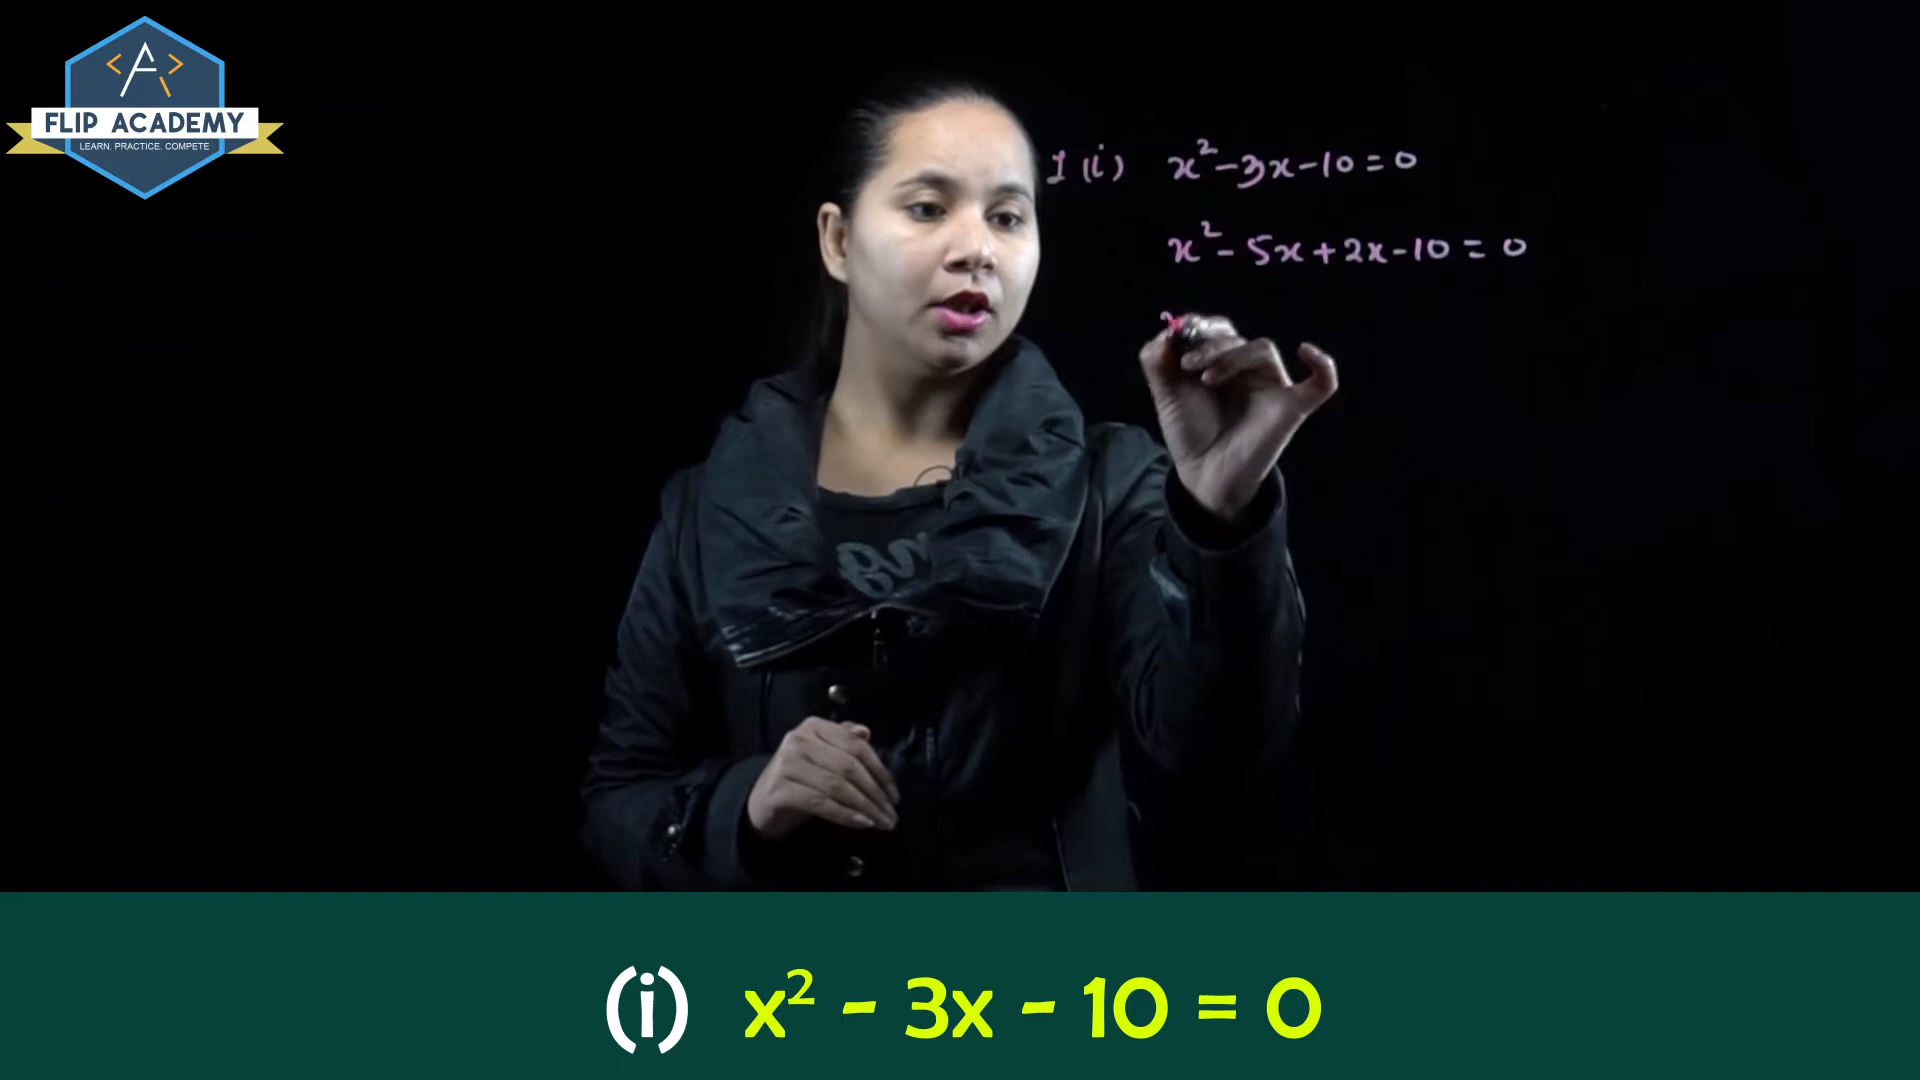 FLIP ACADEMY
LEARN. PRACTICE. COMPETE
1 (i) x² - 3x - 10 = 0
x² - 5x + 2x - 10 = 0
(i) x² - 3x - 10 = 0